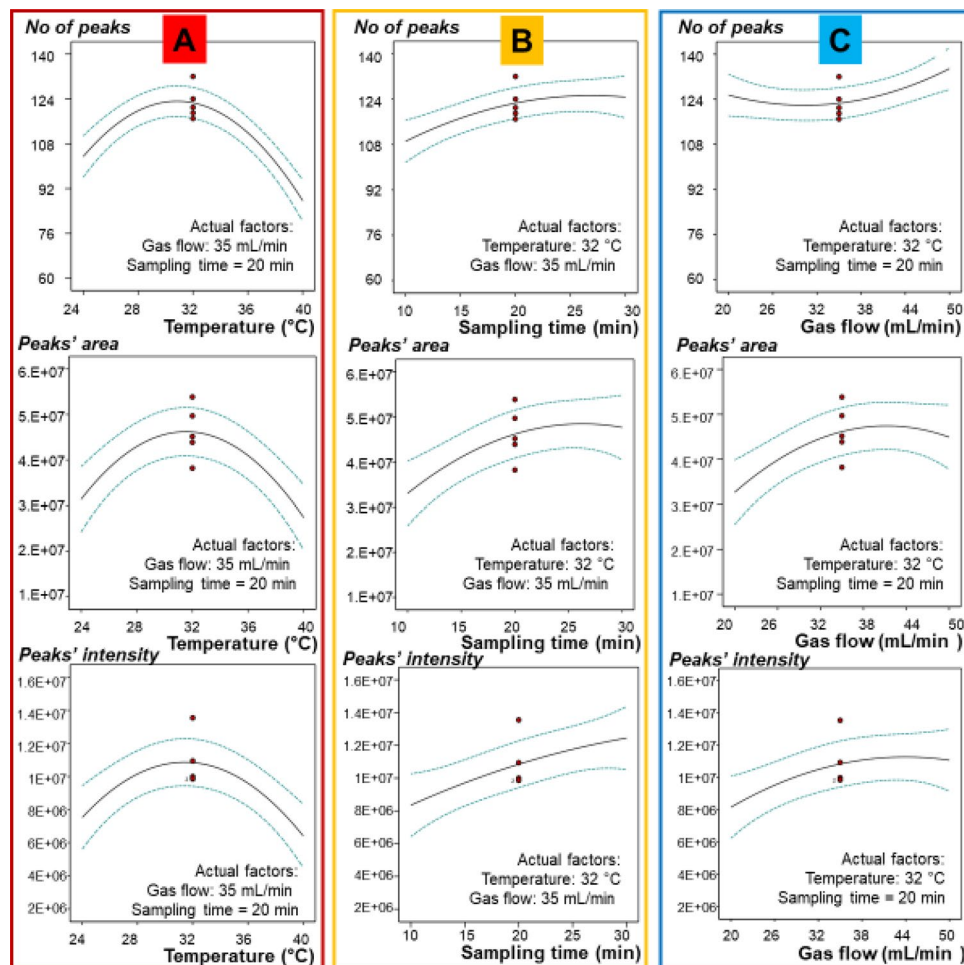 A
No of peaks
140
124
108
92
76
60
Actual factors:
Gas flow: 35 mL/min
Sampling time = 20 min
24 28 32 36 40
Temperature (°C)
Peaks' area
6.E+07
5.E+07
4.E+07
3.E+07
2.E+07
1.E+07
Actual factors:
Gas flow: 35 mL/min
Sampling time = 20 min
24 28 32 36 40
Temperature (°C)
Peaks' intensity
1.6E+07
1.4E+07
1.2E+07
1.0E+07
8E+06
6E+06
4E+06
2E+06
Actual factors:
Gas flow: 35 mL/min
Sampling time = 20 min
24 28 32 36 40
Temperature (°C)
B
No of peaks
140
124
108
92
76
60
Actual factors:
Temperature: 32 °C
Gas flow: 35 mL/min
10 15 20 25 30
Sampling time (min)
Peaks' area
6.E+07
5.E+07
4.E+07
3.E+07
2.E+07
1.E+07
Actual factors:
Temperature: 32 °C
Gas flow: 35 mL/min
10 15 20 25 30
Sampling time (min)
Peaks' intensity
1.6E+07
1.4E+07
1.2E+07
1.0E+07
8E+06
6E+06
4E+06
2E+06
Actual factors:
Temperature: 32 °C
Gas flow: 35 mL/min
10 15 20 25 30
Sampling time (min)
C
No of peaks
140
124
108
92
76
60
Actual factors:
Temperature: 32 °C
Sampling time = 20 min
20 26 32 38 44 50
Gas flow (mL/min)
Peaks' area
6.E+07
5.E+07
4.E+07
3.E+07
2.E+07
1.E+07
Actual factors:
Temperature: 32 °C
Sampling time = 20 min
20 26 32 38 44 50
Gas flow (mL/min )
Peaks' intensity
1.6E+07
1.4E+07
1.2E+07
1.0E+07
8E+06
6E+06
4E+06
2E+06
Actual factors:
Temperature: 32 °C
Sampling time = 20 min
20 26 32 38 44 50
Gas flow (mL/min )